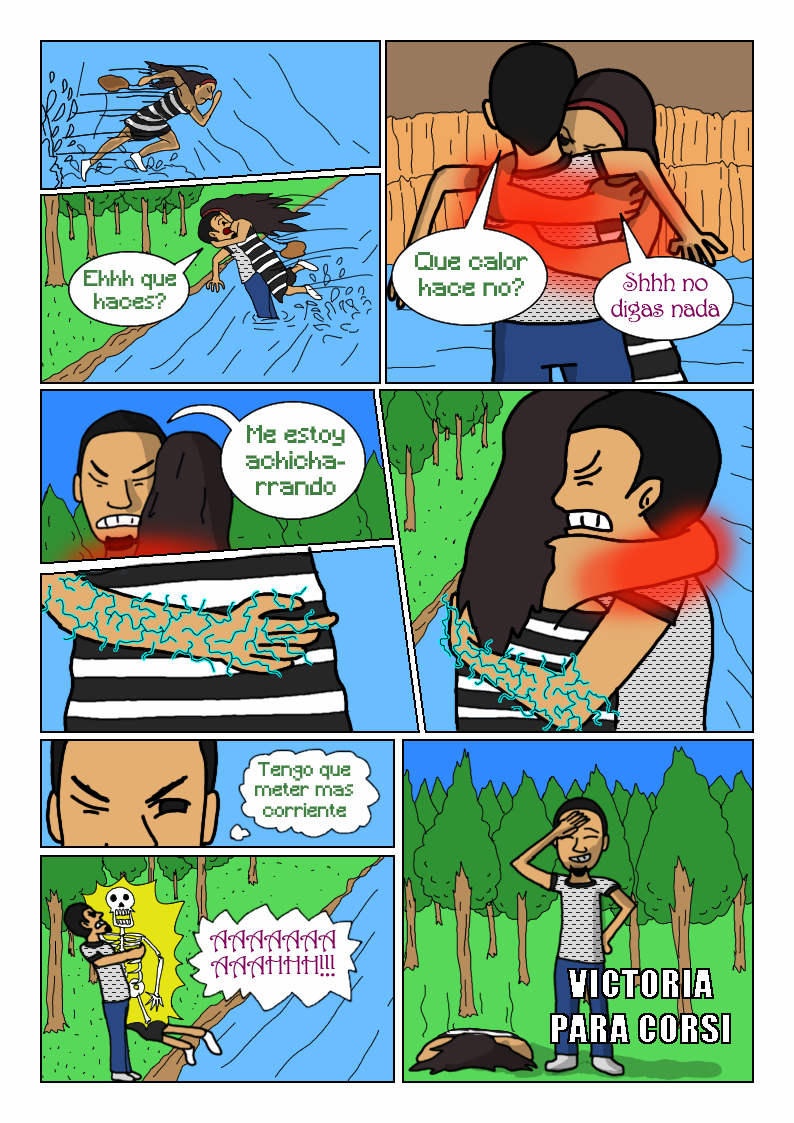 Ehhh que
haces?
Que calor
hace no?
Shhh no
digas nada
Me estoy
achicha-
rrando
Tengo que
meter mas
corriente
AAAAAAA
AAAHHH!!!
VICTORIA
PARA CORSI